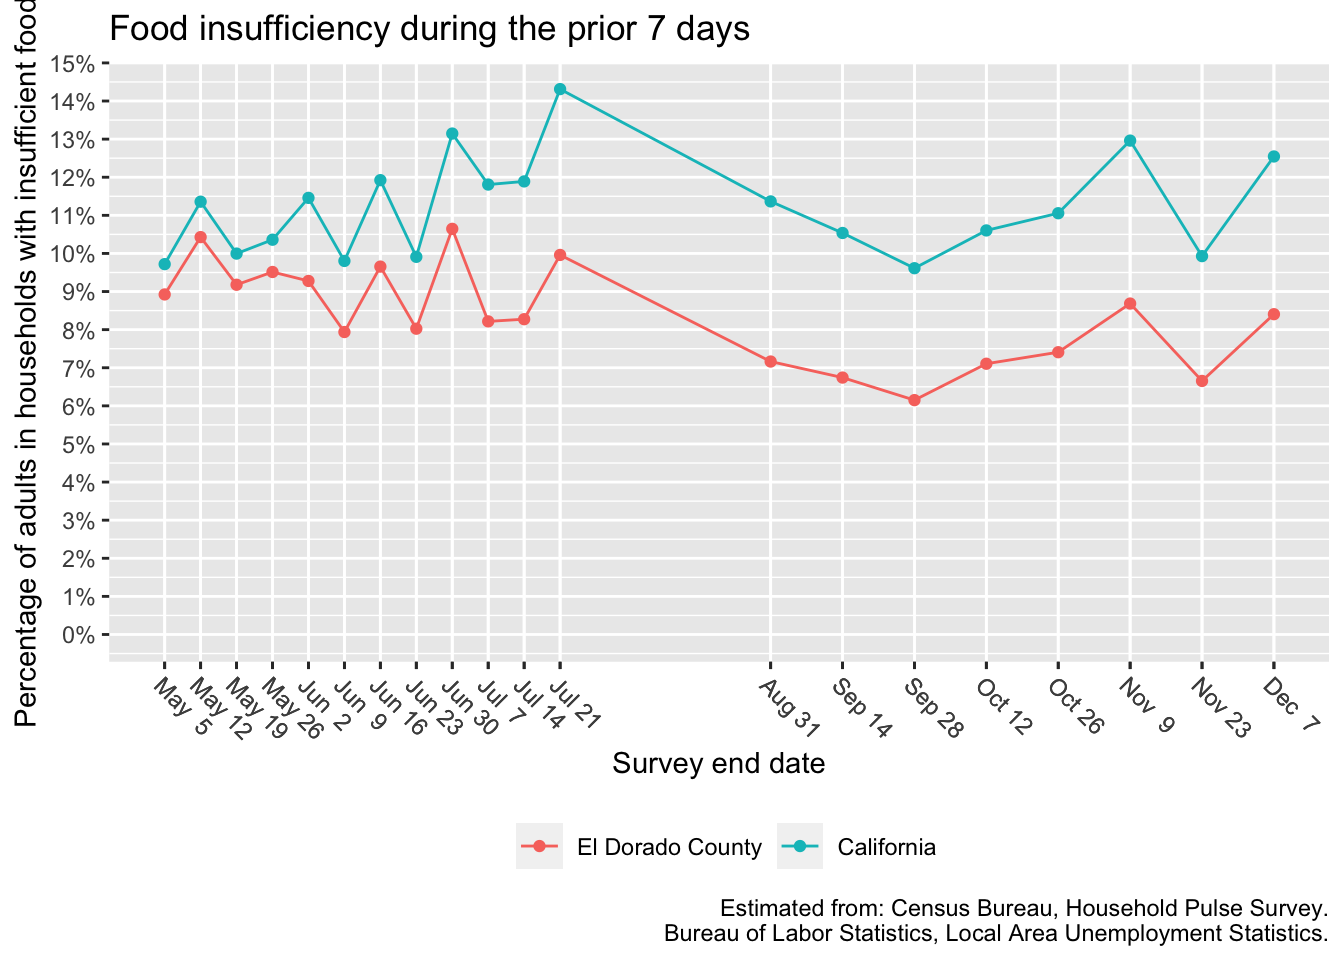 Food insufficiency during the prior 7 days
Percentage of adults in households with insufficient food
15%
14%
13%
12%
11%
10%
9%
8%
7%
6%
5%
4%
3%
2%
1%
0%
May 5
May 12
May 19
May 26
Jun 2
Jun 9
Jun 16
Jun 23
Jun 30
Jul 7
Jul 14
Jul 21
Aug 31
Sep 14
Sep 28
Oct 12
Oct 26
Nov 9
Nov 23
Dec 7
Survey end date
El Dorado County
California
Estimated from: Census Bureau, Household Pulse Survey.
Bureau of Labor Statistics, Local Area Unemployment Statistics.